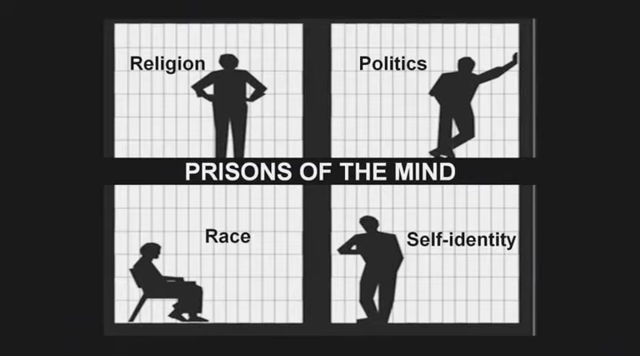 Religion
Politics
PRISONS OF THE MIND
Race
Self-identity